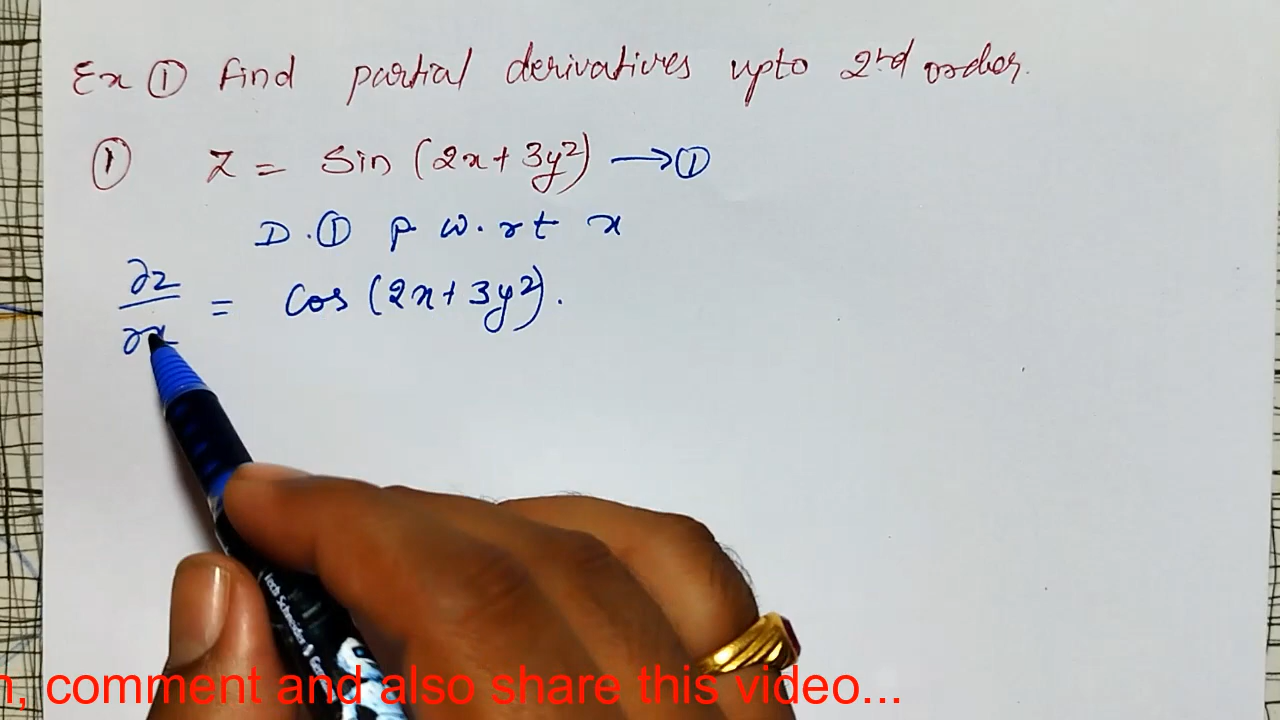 Ex ① Find partial derivatives upto 2nd order.
① Z = Sin (2x + 3y²) → ①
D. ① p w.r.t x
∂z/∂x = Cos (2x + 3y²).
, comment and also share this video...